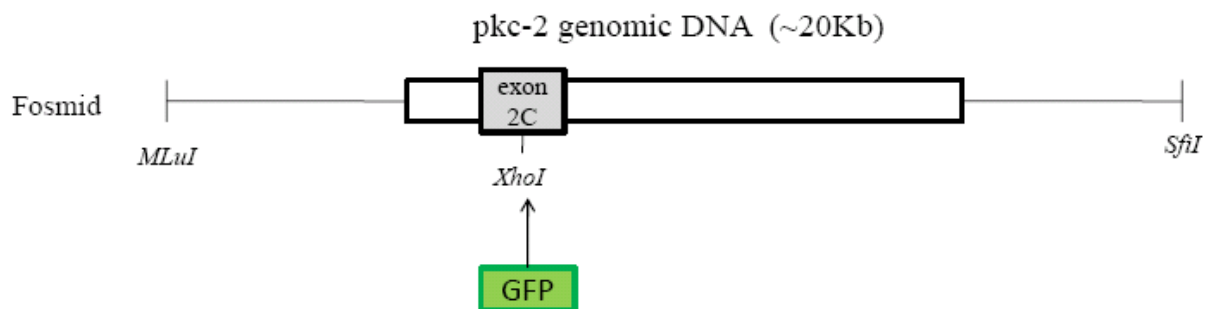 pkc-2 genomic DNA (~20Kb)
Fosmid
exon
2C
MLuI
SfiI
XhoI
GFP